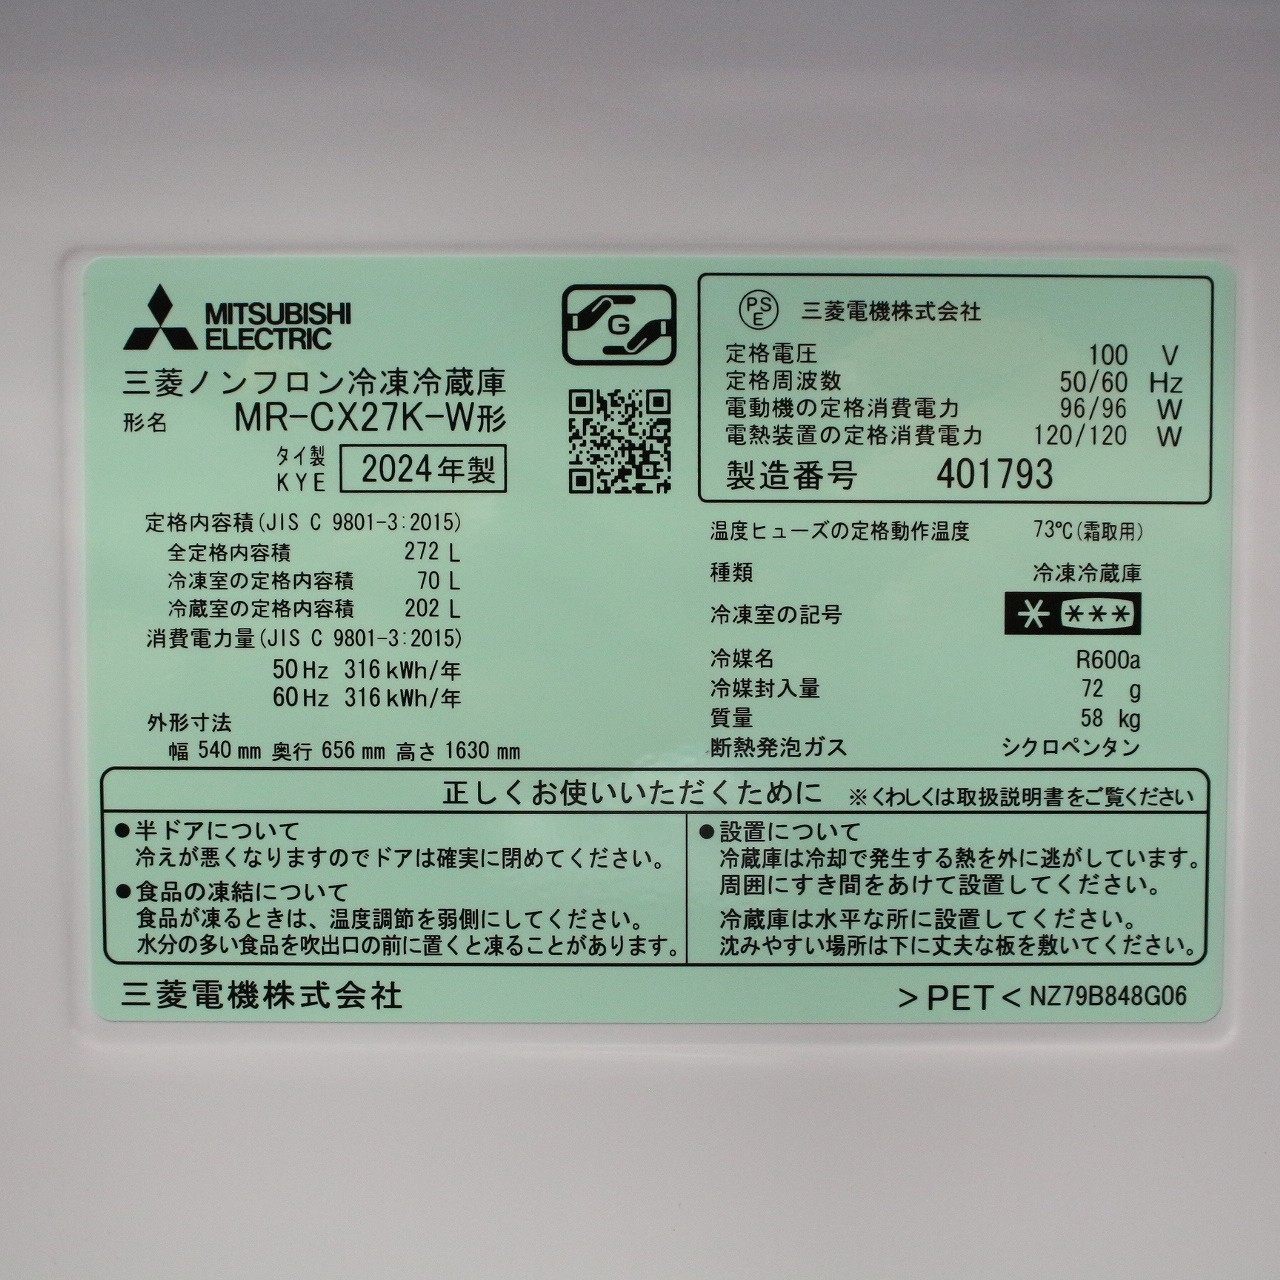 MITSUBISHI
ELECTRIC
三菱ノンフロン冷凍冷蔵庫
形名 MR-CX27K-W形
タイ製
KYE
2024年製
G
定格内容積(JIS C 9801-3:2015)
全定格内容積 272 L
冷凍室の定格内容積 70 L
冷蔵室の定格内容積 202 L
消費電力量(JIS C 9801-3:2015)
50Hz 316kWh/年
60Hz 316kWh/年
外形寸法
幅 540mm 奥行 656mm 高さ 1630mm
PSE 三菱電機株式会社
定格電圧 100 V
定格周波数 50/60 Hz
電動機の定格消費電力 96/96 W
電熱装置の定格消費電力 120/120 W
製造番号 401793
温度ヒューズの定格動作温度 73℃(霜取用)
種類 冷凍冷蔵庫
冷凍室の記号 * ***
冷媒名 R600a
冷媒封入量 72 g
質量 58 kg
断熱発泡ガス シクロペンタン
正しくお使いいただくために ※くわしくは取扱説明書をご覧ください
●半ドアについて
冷えが悪くなりますのでドアは確実に閉めてください。
●食品の凍結について
食品が凍るときは、温度調節を弱側にしてください。
水分の多い食品を吹出口の前に置くと凍ることがあります。
●設置について
冷蔵庫は冷却で発生する熱を外に逃がしています。
周囲にすき間をあけて設置してください。
冷蔵庫は水平な所に設置してください。
沈みやすい場所は下に丈夫な板を敷いてください。
三菱電機株式会社
>PET< NZ79B848G06